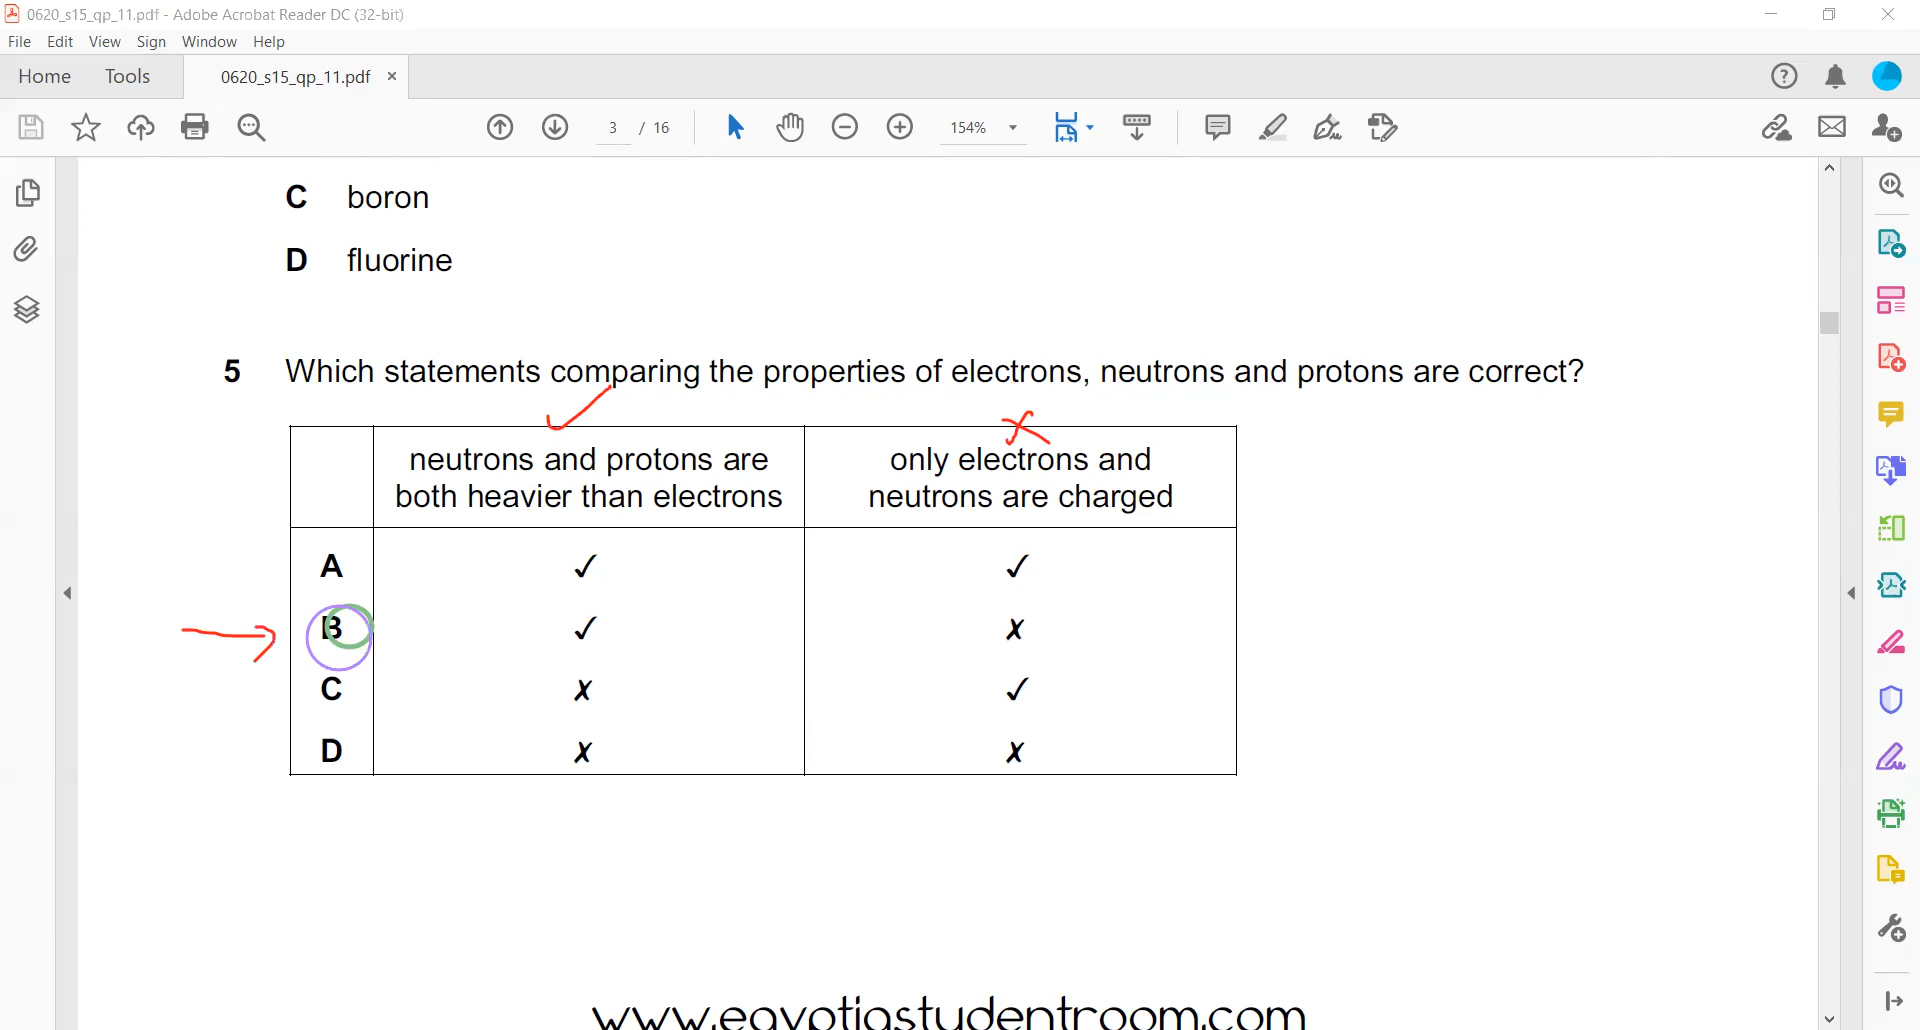 0620_s15_qp_11.pdf - Adobe Acrobat Reader DC (32-bit)
File Edit View Sign Window Help
Home Tools 0620_s15_qp_11.pdf ×
3 / 16 154%
C boron
D fluorine
5 Which statements comparing the properties of electrons, neutrons and protons are correct?
neutrons and protons are both heavier than electrons
only electrons and neutrons are charged
A ✓ ✓
B ✓ ✗
C ✗ ✓
D ✗ ✗
www.egyptigstudentroom.com